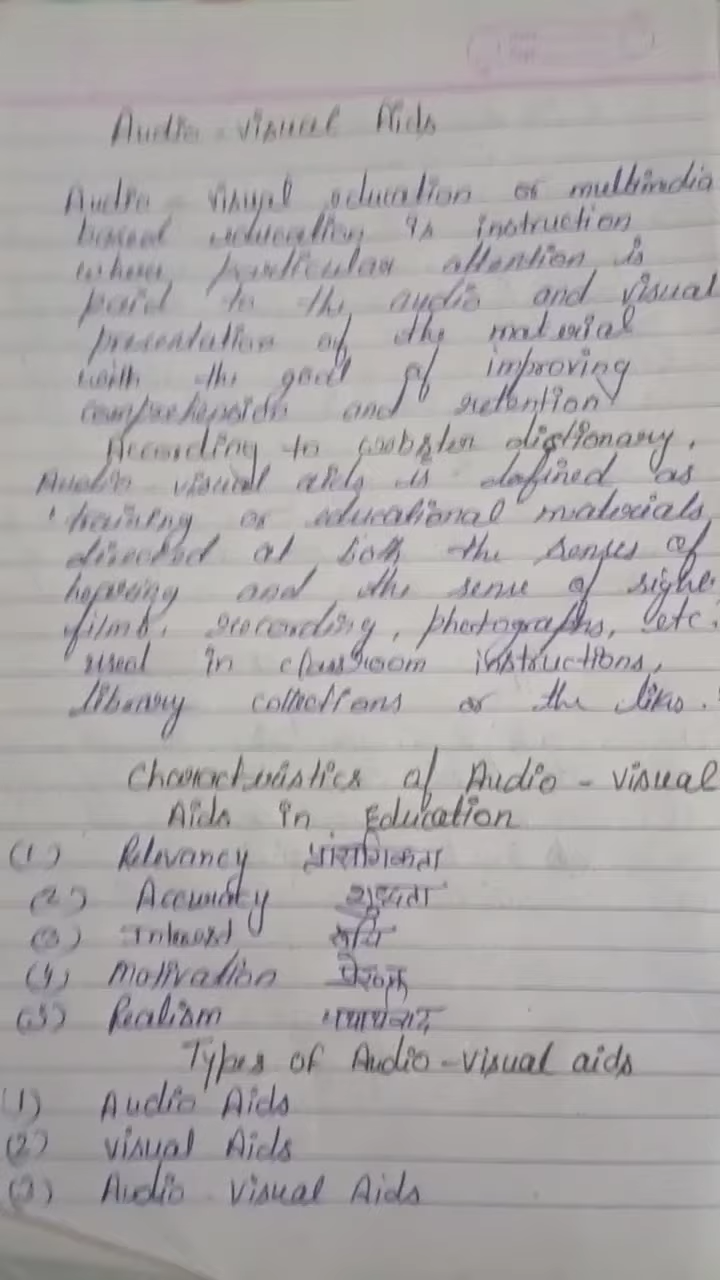 Audio - visual Aids
Audio - visual education or multimedia
based education is instruction
where particular attention is
paid to the audio and visual
presentation of the material
with the goal of improving
comprehension and retention
According to webster dictionary,
Audio visual aids is defined as
training or educational materials
directed at both the senses of
hearing and the sense of sight
films, recording, photographs, etc.
used in classroom instructions,
library collections or the likes.
Characteristics of Audio - visual
Aids in Education
(1) Relevancy प्रासंगिकता
(2) Accuracy शुद्धता
(3) Interest रूचि
(4) Motivation प्रेरणा
(5) Realism यथार्थवाद
Types of Audio - visual aids
(1) Audio Aids
(2) visual Aids
(3) Audio visual Aids